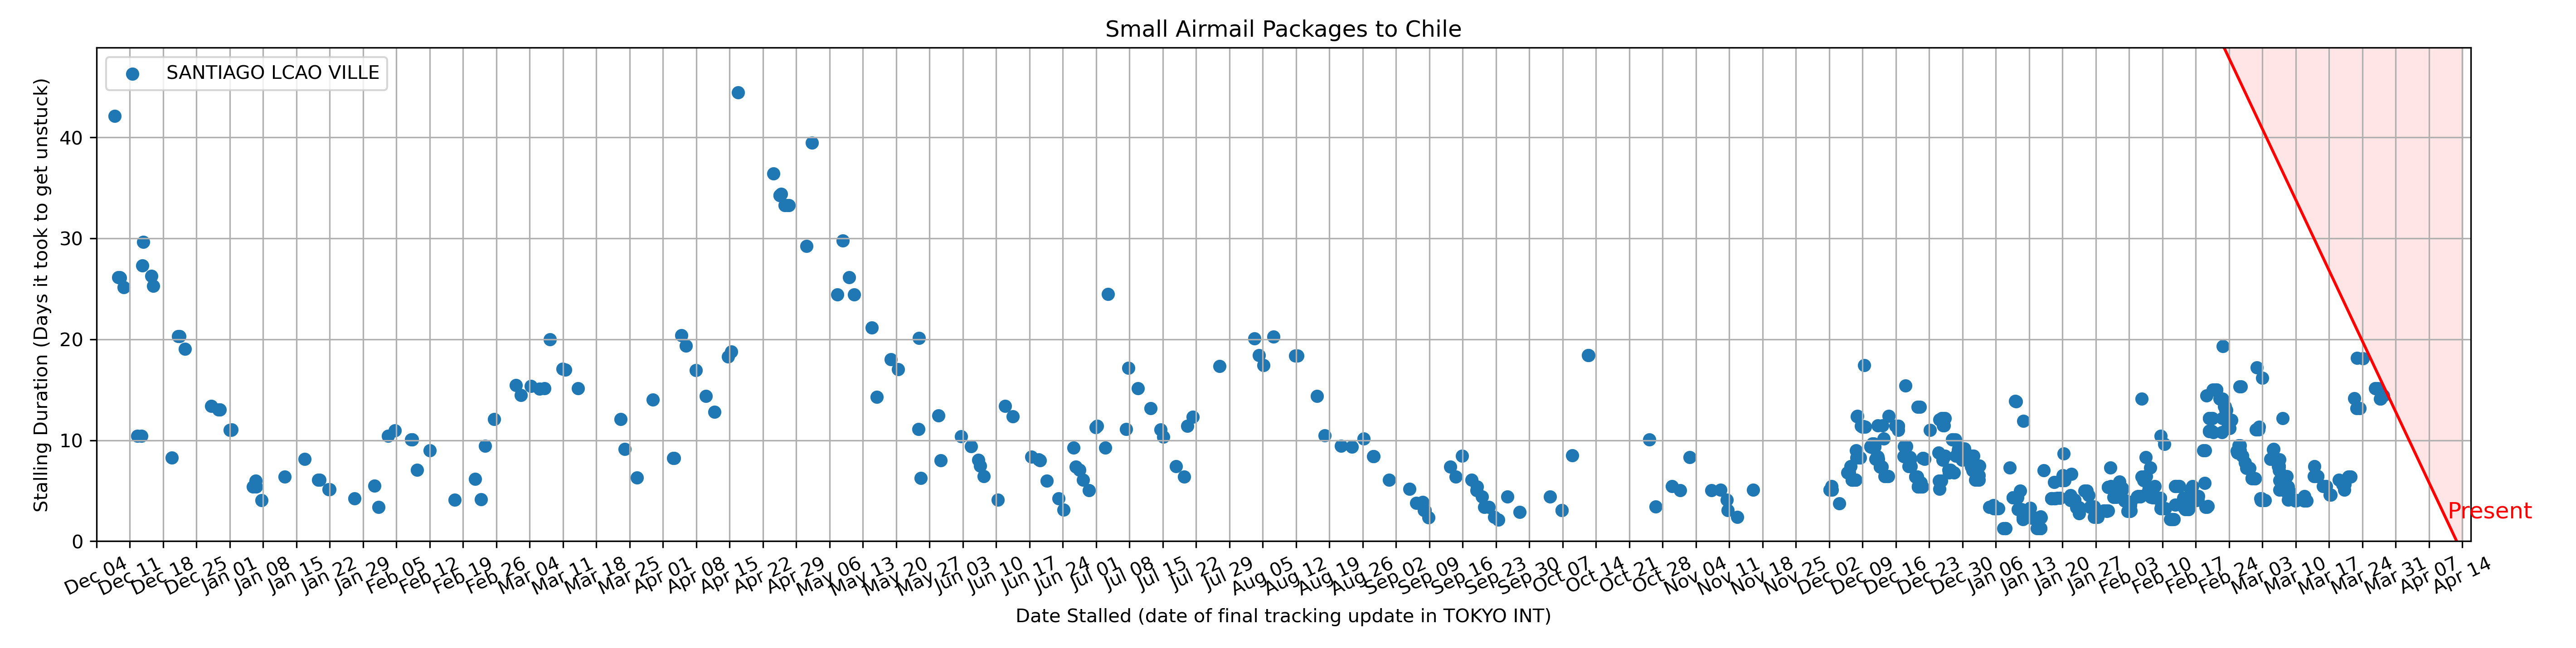 Small Airmail Packages to Chile
SANTIAGO LCAO VILLE
Stalling Duration (Days it took to get unstuck)
40
30
20
10
0
Present
Dec 04
Dec 11
Dec 18
Dec 25
Jan 01
Jan 08
Jan 15
Jan 22
Jan 29
Feb 05
Feb 12
Feb 19
Feb 26
Mar 04
Mar 11
Mar 18
Mar 25
Apr 01
Apr 08
Apr 15
Apr 22
Apr 29
May 06
May 13
May 20
May 27
Jun 03
Jun 10
Jun 17
Jun 24
Jul 01
Jul 08
Jul 15
Jul 22
Jul 29
Aug 05
Aug 12
Aug 19
Aug 26
Sep 02
Sep 09
Sep 16
Sep 23
Sep 30
Oct 07
Oct 14
Oct 21
Oct 28
Nov 04
Nov 11
Nov 18
Nov 25
Dec 02
Dec 09
Dec 16
Dec 23
Dec 30
Jan 06
Jan 13
Jan 20
Jan 27
Feb 03
Feb 10
Feb 17
Feb 24
Mar 03
Mar 10
Mar 17
Mar 24
Mar 31
Apr 07
Apr 14
Date Stalled (date of final tracking update in TOKYO INT)